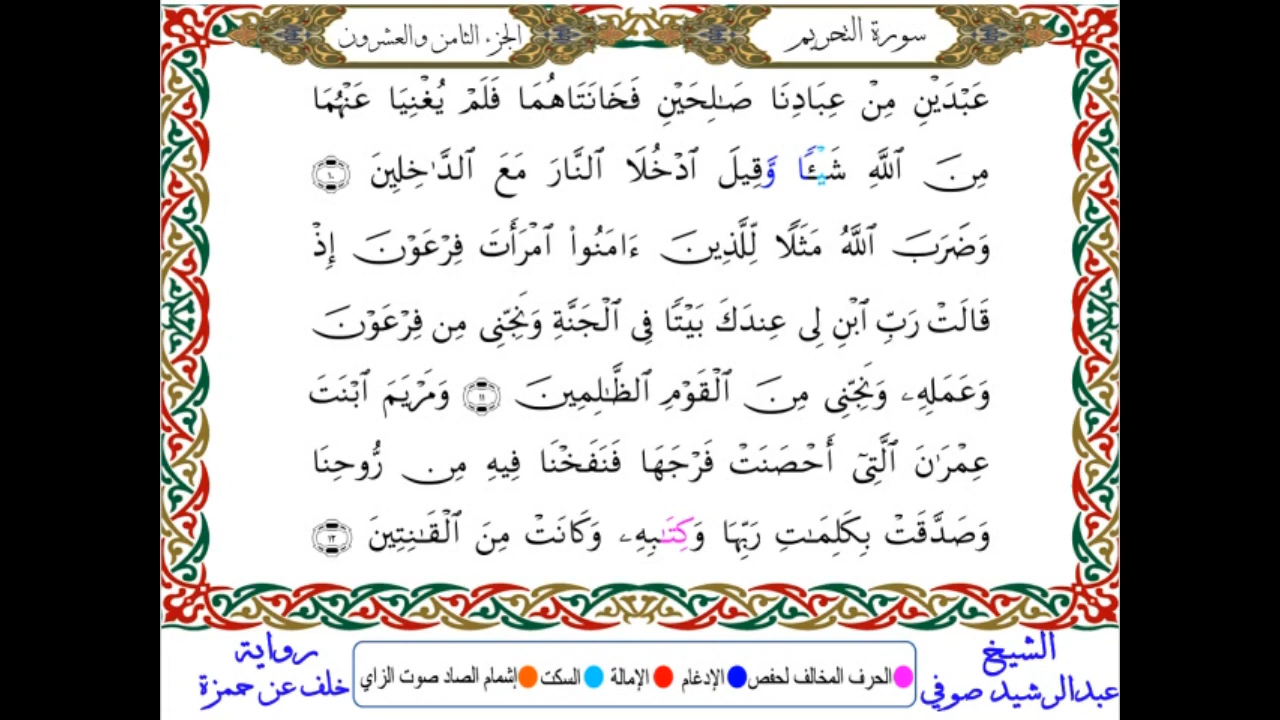 سورة التحريم
الجزء الثامن والعشرون
عَبْدَيْنِ مِنْ عِبَادِنَا صَٰلِحَيْنِ فَخَانَتَاهُمَا فَلَمْ يُغْنِيَا عَنْهُمَا
مِنَ ٱللَّهِ شَيْـًٔا وَّقِيلَ ٱدْخُلَا ٱلنَّارَ مَعَ ٱلدَّٰخِلِينَ ١٠
وَضَرَبَ ٱللَّهُ مَثَلًا لِّلَّذِينَ ءَامَنُوا۟ ٱمْرَأَتَ فِرْعَوْنَ إِذْ
قَالَتْ رَبِّ ٱبْنِ لِى عِندَكَ بَيْتًا فِى ٱلْجَنَّةِ وَنَجِّنِى مِن فِرْعَوْنَ
وَعَمَلِهِۦ وَنَجِّنِى مِنَ ٱلْقَوْمِ ٱلظَّٰلِمِينَ ١١ وَمَرْيَمَ ٱبْنَتَ
عِمْرَٰنَ ٱلَّتِىٓ أَحْصَنَتْ فَرْجَهَا فَنَفَخْنَا فِيهِ مِن رُّوحِنَا
وَصَدَّقَتْ بِكَلِمَٰتِ رَبِّهَا وَكِتَٰبِهِۦ وَكَانَتْ مِنَ ٱلْقَٰنِتِينَ ١٢
الشيخ
عبدالرشيد صوفي
الحرف المخالف لحفص الإدغام الإمالة السكت إشمام الصاد صوت الزاي
رواية
خلف عن حمزة